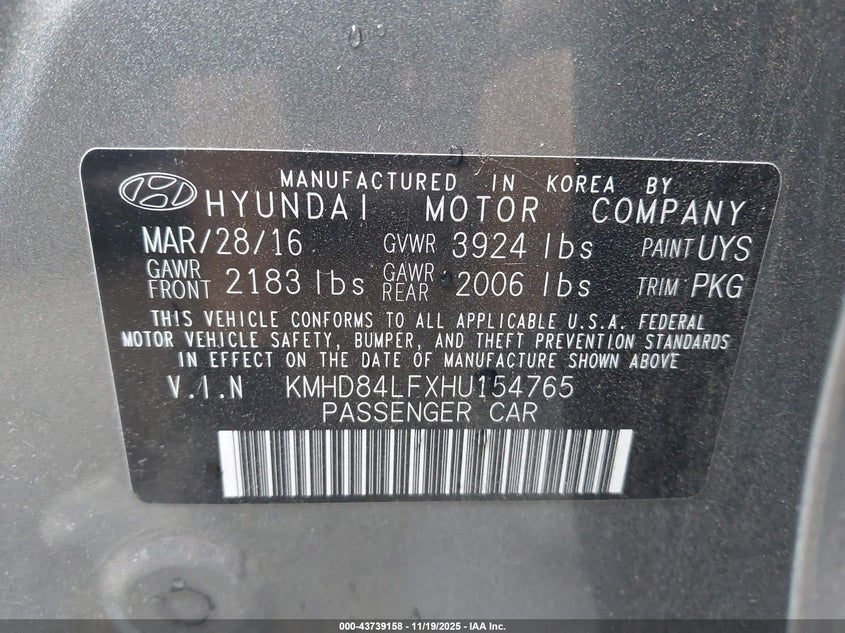 MANUFACTURED IN KOREA BY
HYUNDAI MOTOR COMPANY
MAR/28/16 GVWR 3924 lbs PAINT UYS
GAWR FRONT 2183 lbs GAWR REAR 2006 lbs TRIM PKG
THIS VEHICLE CONFORMS TO ALL APPLICABLE U.S.A. FEDERAL
MOTOR VEHICLE SAFETY, BUMPER, AND THEFT PREVENTION STANDARDS
IN EFFECT ON THE DATE OF MANUFACTURE SHOWN ABOVE
V.I.N KMHD84LFXHU154765
PASSENGER CAR
000-43739158 - 11/19/2025 - IAA Inc.